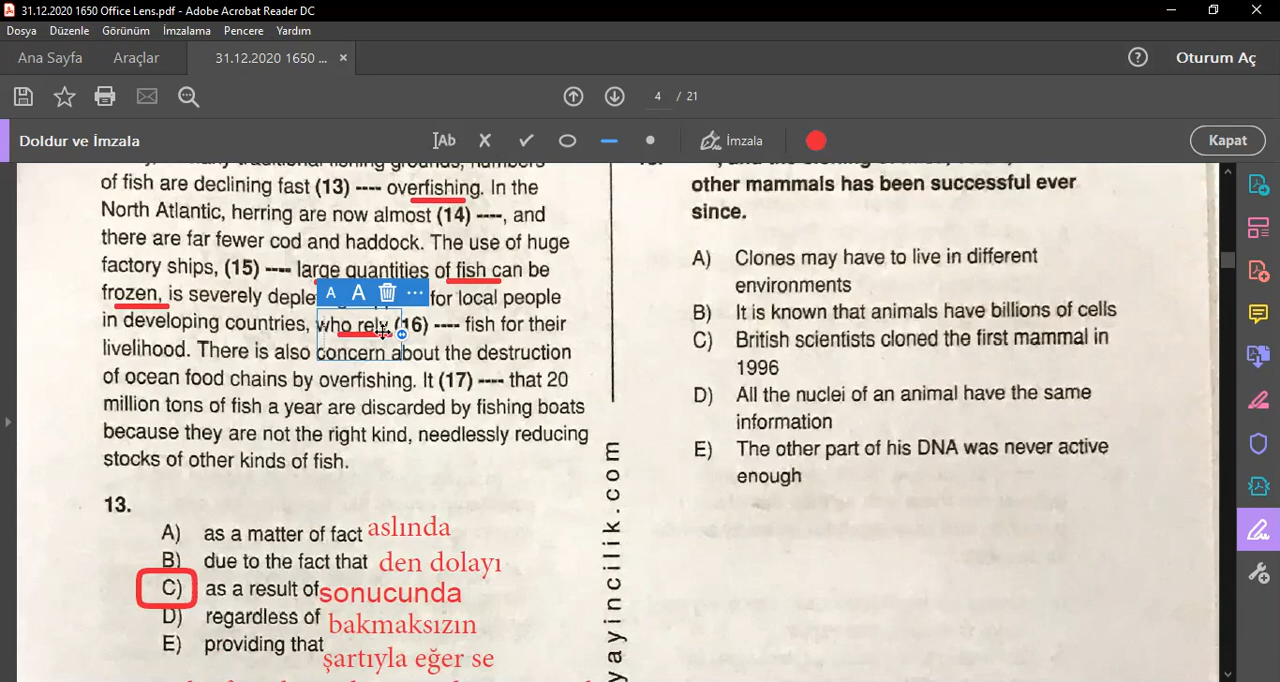 31.12.2020 1650 Office Lens.pdf - Adobe Acrobat Reader DC
Dosya Düzenle Görünüm İmzalama Pencere Yardım
Ana Sayfa Araçlar 31.12.2020 1650 ... × Oturum Aç
4 / 21
Doldur ve İmzala İmzala Kapat
of fish are declining fast (13) ---- overfishing. In the
North Atlantic, herring are now almost (14) ----, and
there are far fewer cod and haddock. The use of huge
factory ships, (15) ---- large quantities of fish can be
frozen, is severely deple for local people
in developing countries, who rely (16) ---- fish for their
livelihood. There is also concern about the destruction
of ocean food chains by overfishing. It (17) ---- that 20
million tons of fish a year are discarded by fishing boats
because they are not the right kind, needlessly reducing
stocks of other kinds of fish.
13.
A) as a matter of fact aslında
B) due to the fact that den dolayı
C) as a result of sonucunda
D) regardless of bakmaksızın
E) providing that
şartıyla eğer se
yayincilik.com
other mammals has been successful ever
since.
A) Clones may have to live in different
environments
B) It is known that animals have billions of cells
C) British scientists cloned the first mammal in
1996
D) All the nuclei of an animal have the same
information
E) The other part of his DNA was never active
enough